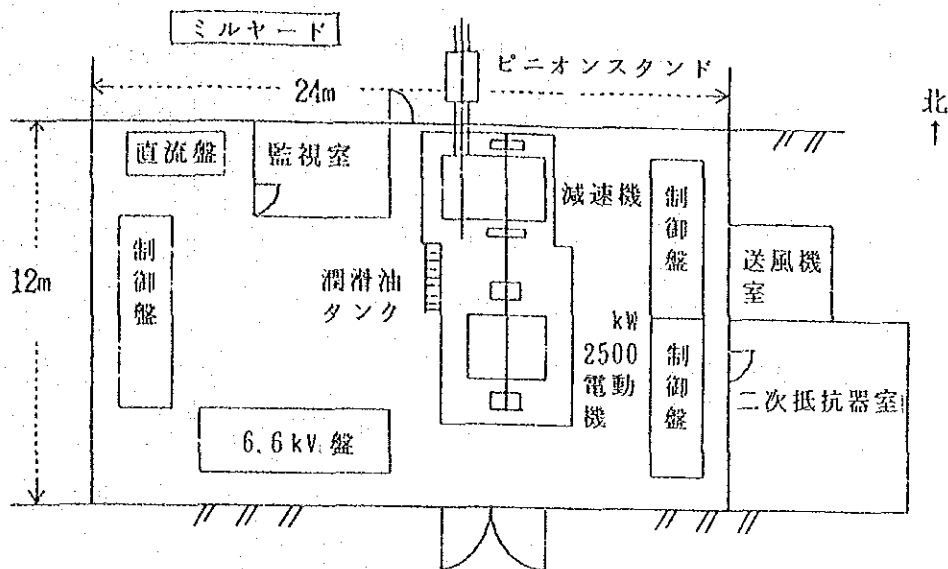 ミルヤード
ピニオンスタンド
24m
北
↑
直流盤
監視室
減速機
制御盤
送風機
室
12m
制御盤
潤滑油
タンク
kW
2500
電動
機
制御盤
二次抵抗器室
6.6kV盤